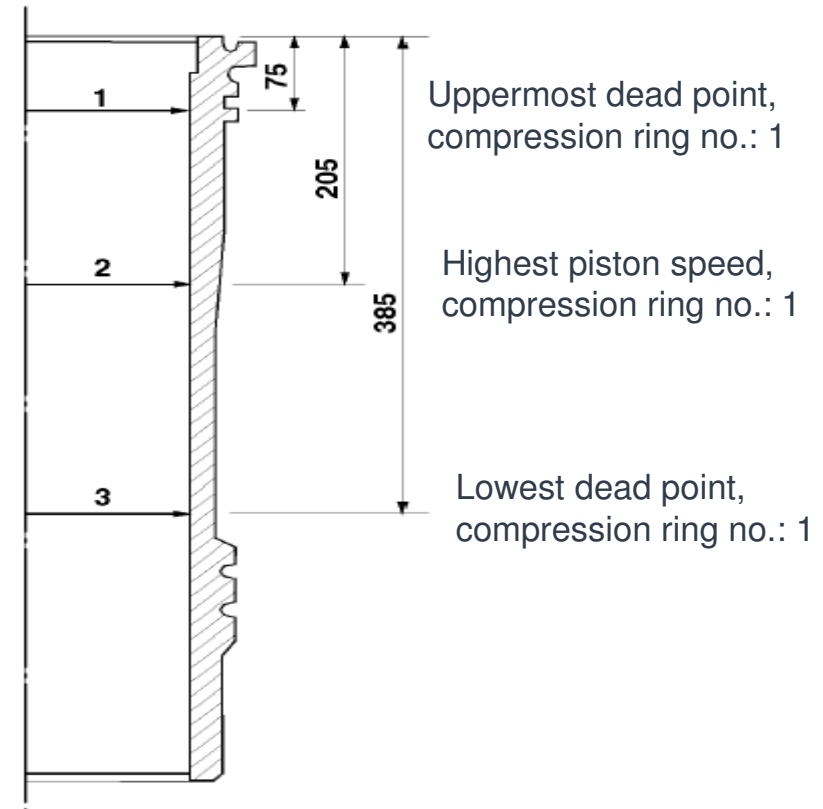 1
75
Uppermost dead point,
compression ring no.: 1
205
2
Highest piston speed,
compression ring no.: 1
385
3
Lowest dead point,
compression ring no.: 1